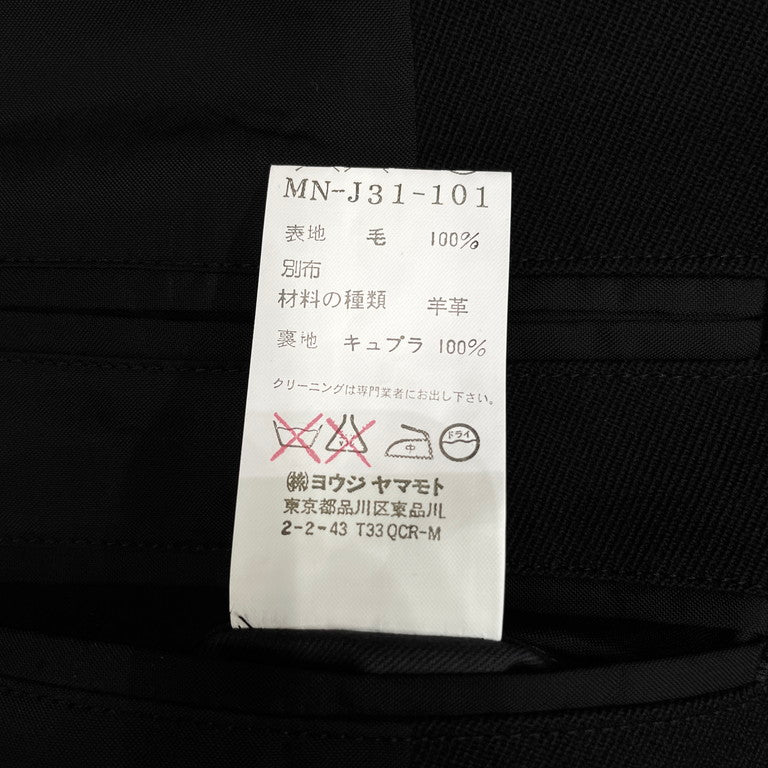 MN-J31-101
表地 毛 100%
別布
材料の種類 羊革
裏地 キュプラ 100%
クリーニングは専門業者にお出し下さい。
中 ドライ
㈱ヨウジ ヤマモト
東京都品川区東品川
2-2-43 T33QCR-M